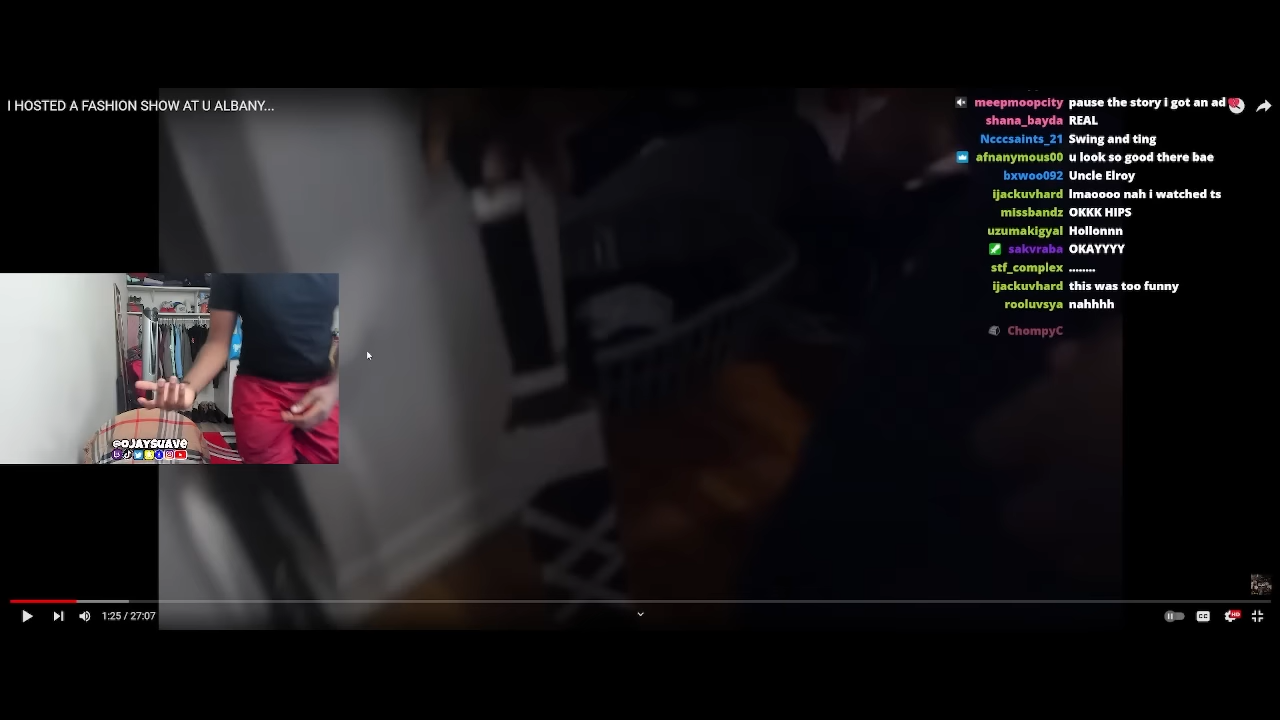 I HOSTED A FASHION SHOW AT U ALBANY...
meepmoopcity pause the story i got an ad
shana_bayda REAL
Ncccsaints_21 Swing and ting
afnanymous00 u look so good there bae
bxwoo092 Uncle Elroy
ijackuvhard lmaoooo nah i watched ts
missbandz OKKK HIPS
uzumakigyal Hollonnn
sakvraba OKAYYYY
stf_complex ........
ijackuvhard this was too funny
rooluvsya nahhhh
ChompyC
@OJAYSUAVE
1:25 / 27:07
CC
HD